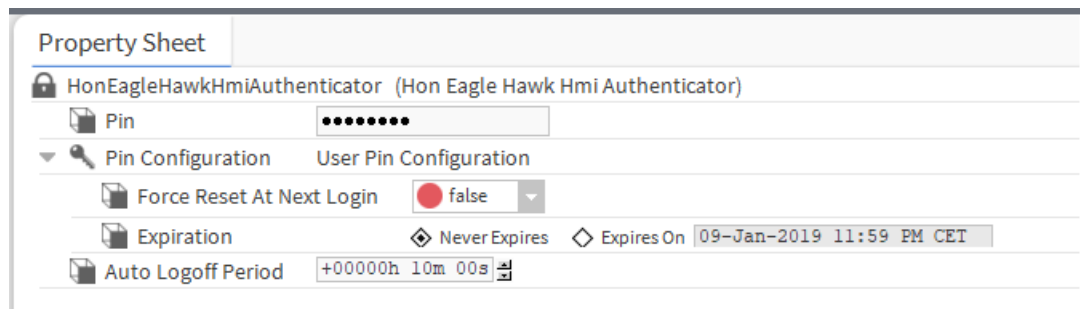 Property Sheet
HonEagleHawkHmiAuthenticator (Hon Eagle Hawk Hmi Authenticator)
Pin ●●●●●●●●
Pin Configuration User Pin Configuration
Force Reset At Next Login false
Expiration Never Expires Expires On 09-Jan-2019 11:59 PM CET
Auto Logoff Period +00000h 10m 00s